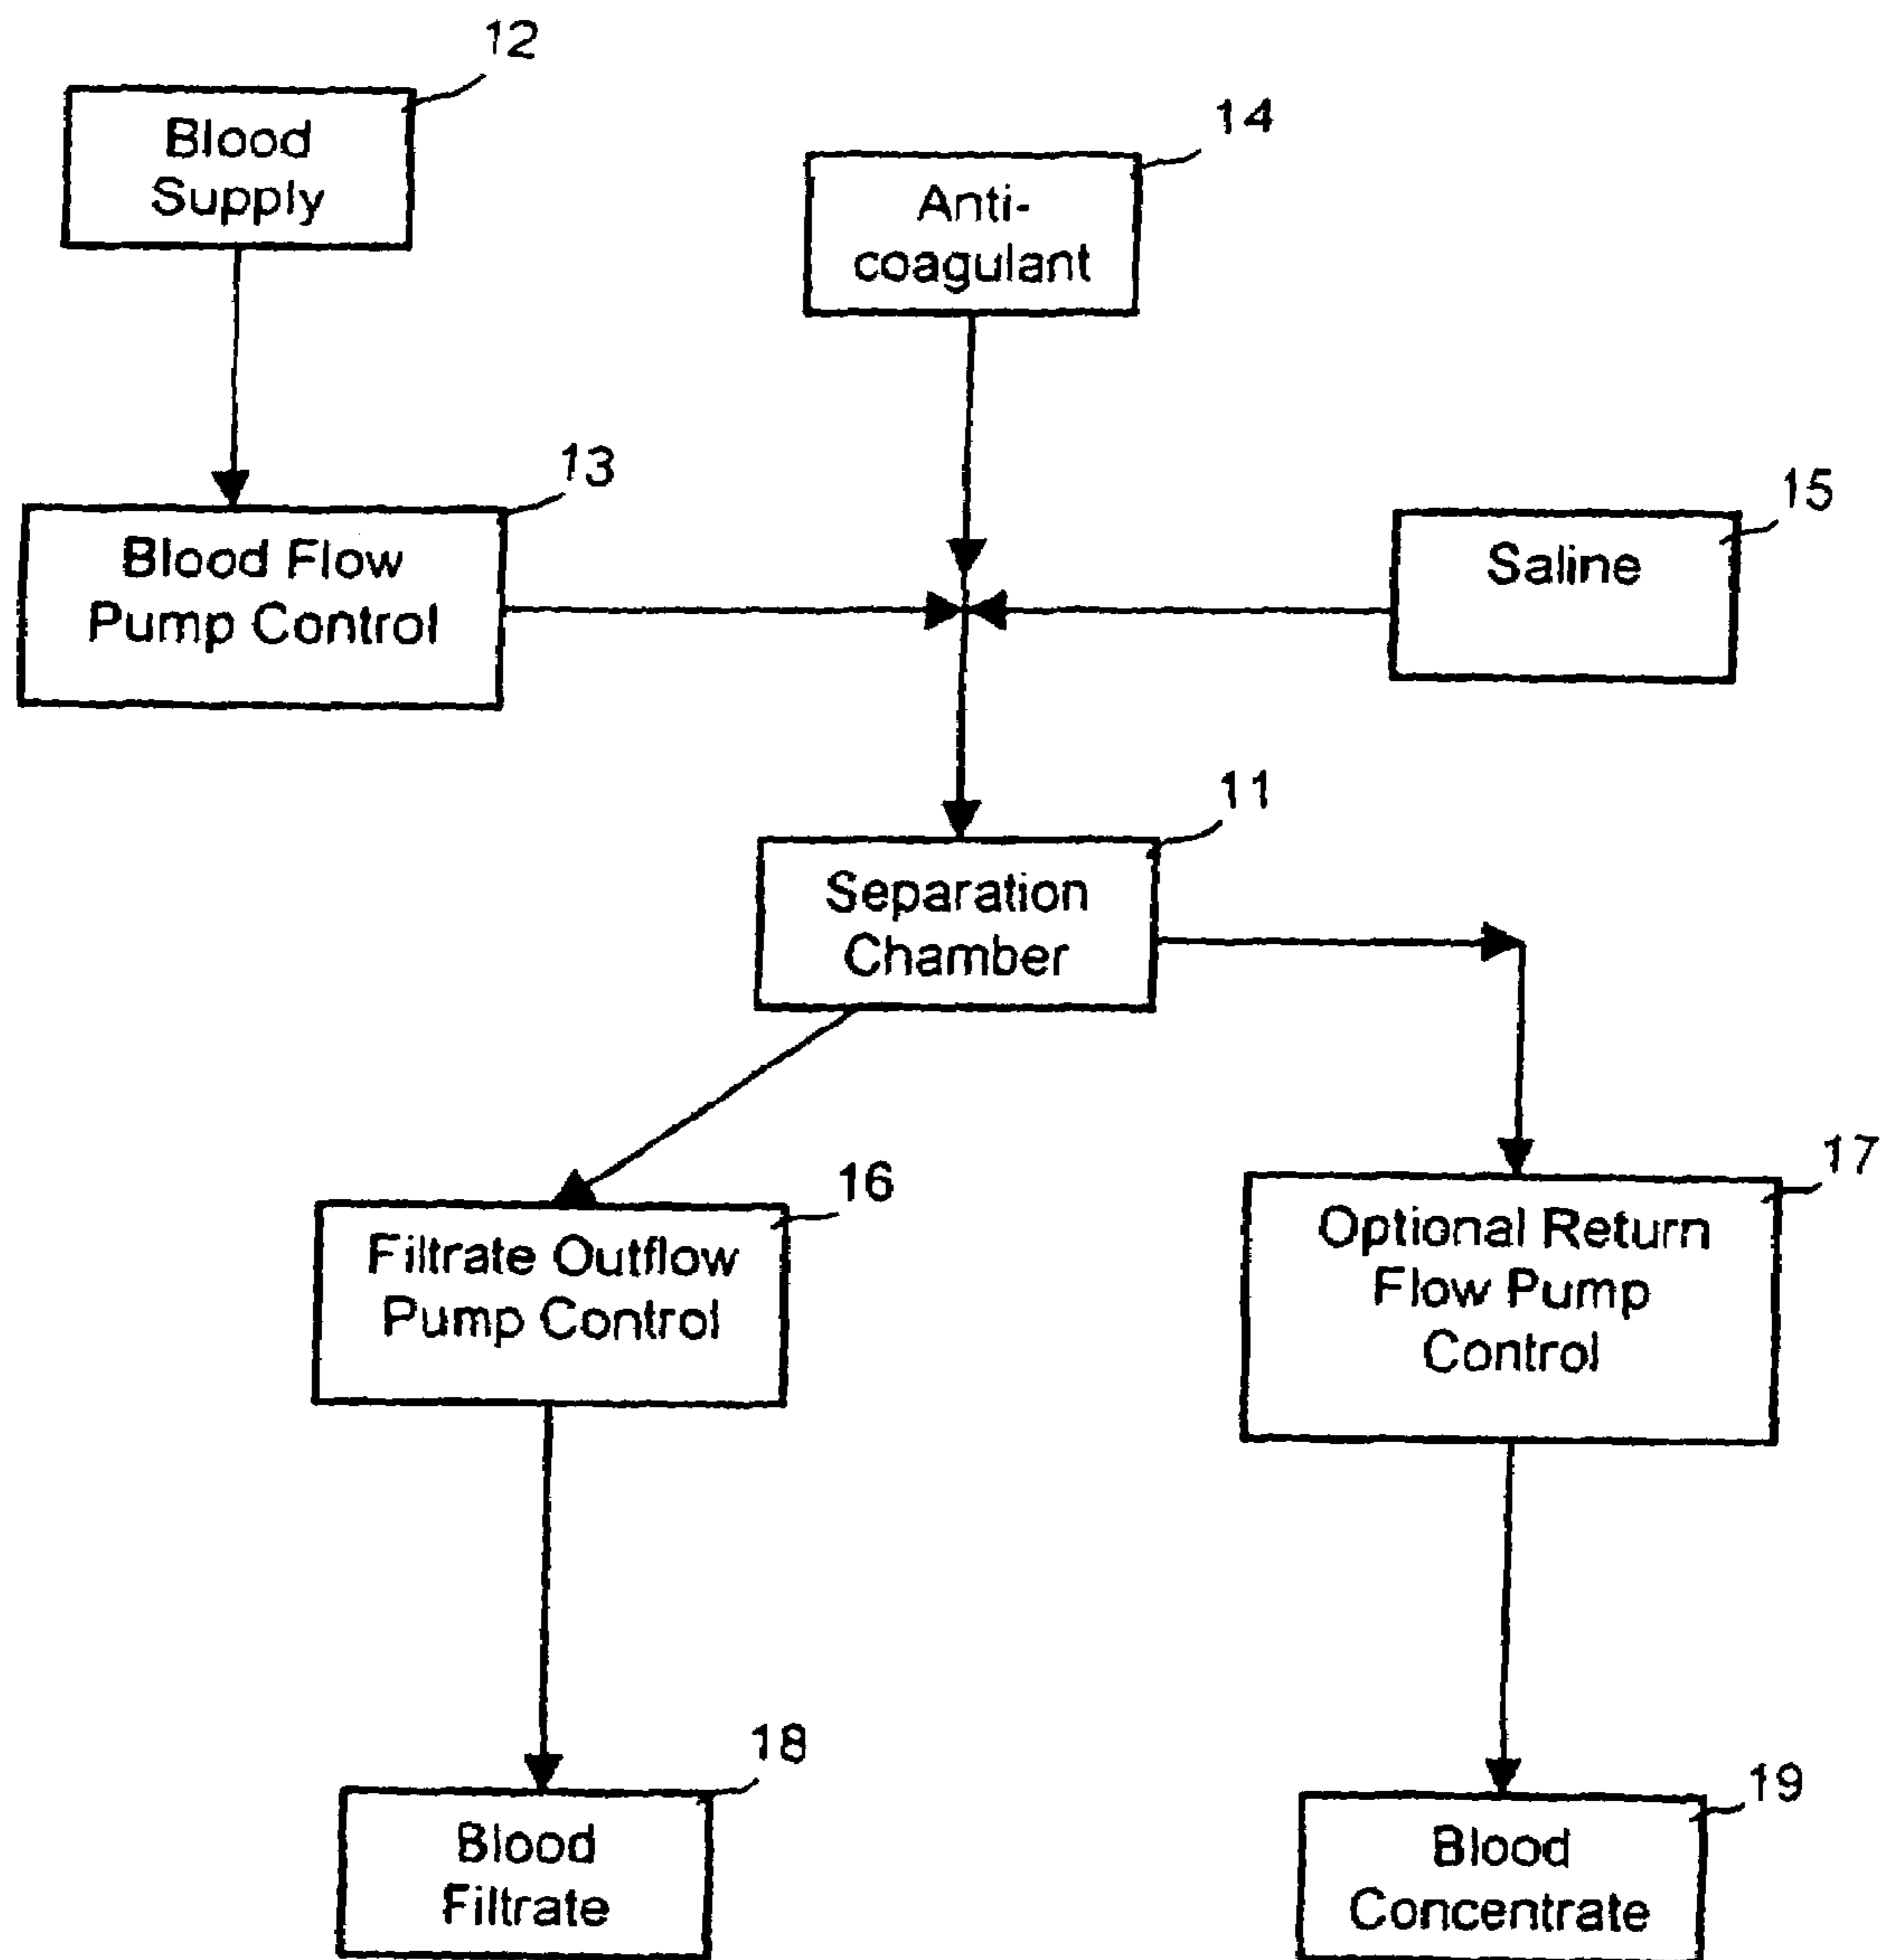 12
Blood
Supply
14
Anti-
coagulant
13
Blood Flow
Pump Control
15
Saline
11
Separation
Chamber
16
Filtrate Outflow
Pump Control
17
Optional Return
Flow Pump
Control
18
Blood
Filtrate
19
Blood
Concentrate